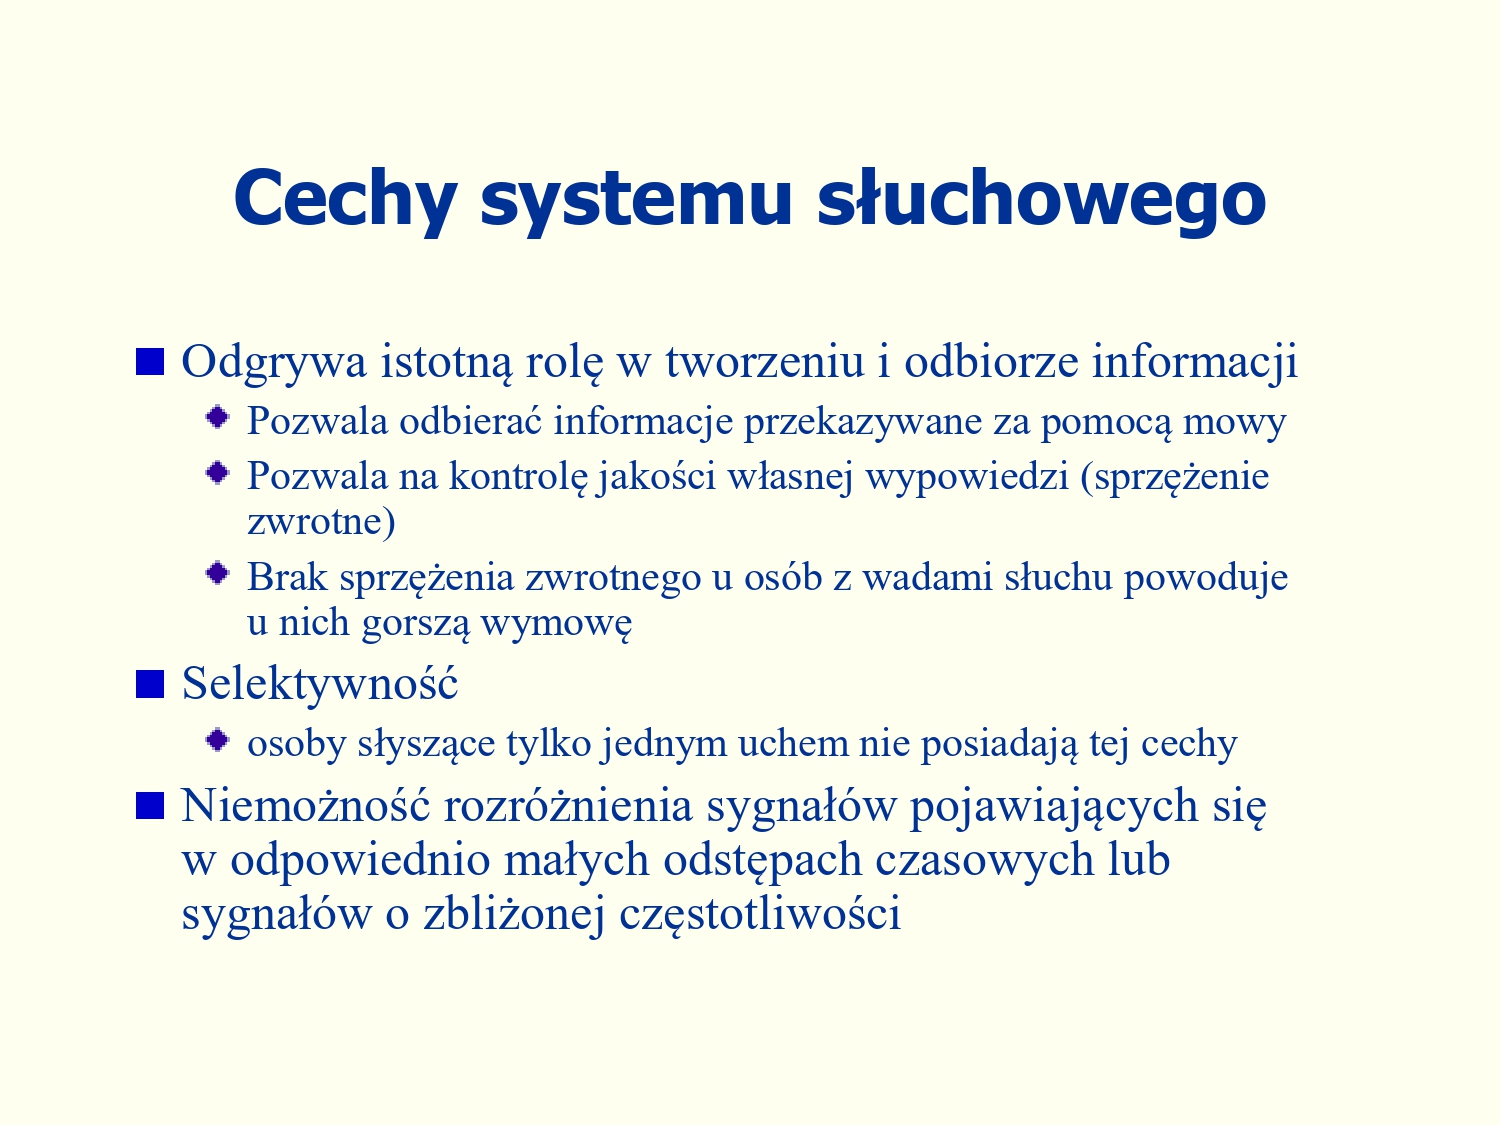 Cechy systemu słuchowego
Odgrywa istotną rolę w tworzeniu i odbiorze informacji
Pozwala odbierać informacje przekazywane za pomocą mowy
Pozwala na kontrolę jakości własnej wypowiedzi (sprzężenie
zwrotne)
Brak sprzężenia zwrotnego u osób z wadami słuchu powoduje
u nich gorszą wymowę
Selektywność
osoby słyszące tylko jednym uchem nie posiadają tej cechy
Niemożność rozróżnienia sygnałów pojawiających się
w odpowiednio małych odstępach czasowych lub
sygnałów o zbliżonej częstotliwości